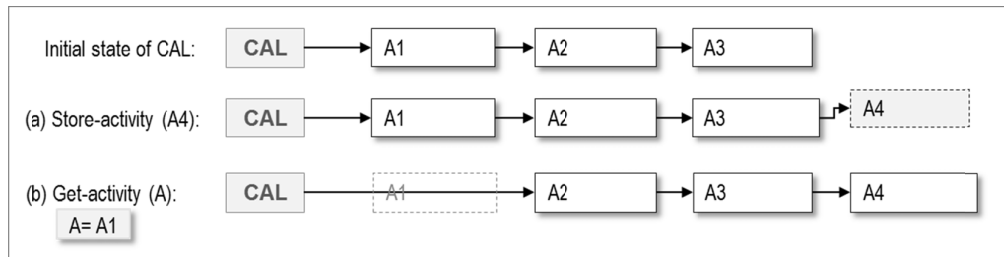 Initial state of CAL: CAL A1 A2 A3
(a) Store-activity (A4): CAL A1 A2 A3 A4
(b) Get-activity (A): CAL A1 A2 A3 A4
A= A1